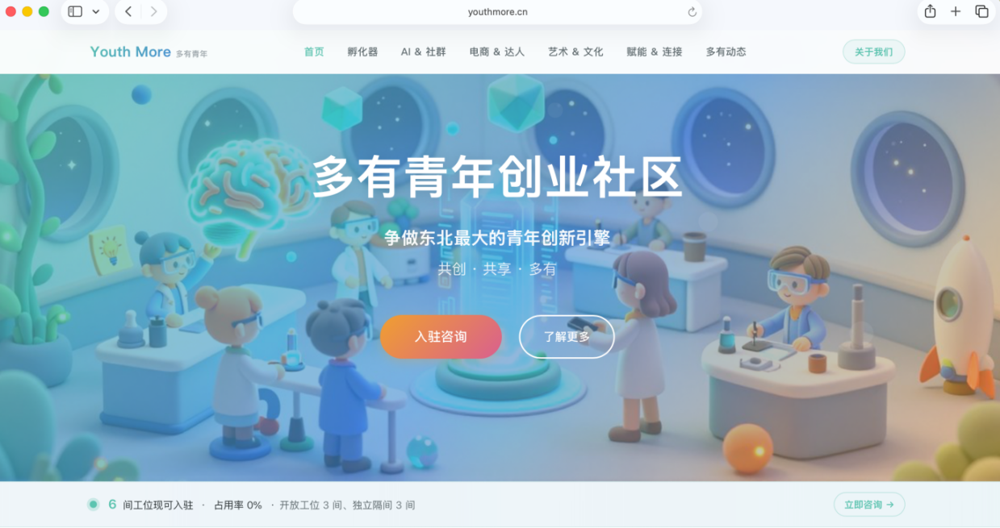 youthmore.cn
Youth More 多有青年
首页 孵化器 AI & 社群 电商 & 达人 艺术 & 文化 赋能 & 连接 多有动态 关于我们
多有青年创业社区
争做东北最大的青年创新引擎
共创 · 共享 · 多有
入驻咨询 了解更多
6 间工位现可入驻 · 占用率 0% · 开放工位 3 间、独立隔间 3 间 立即咨询 →